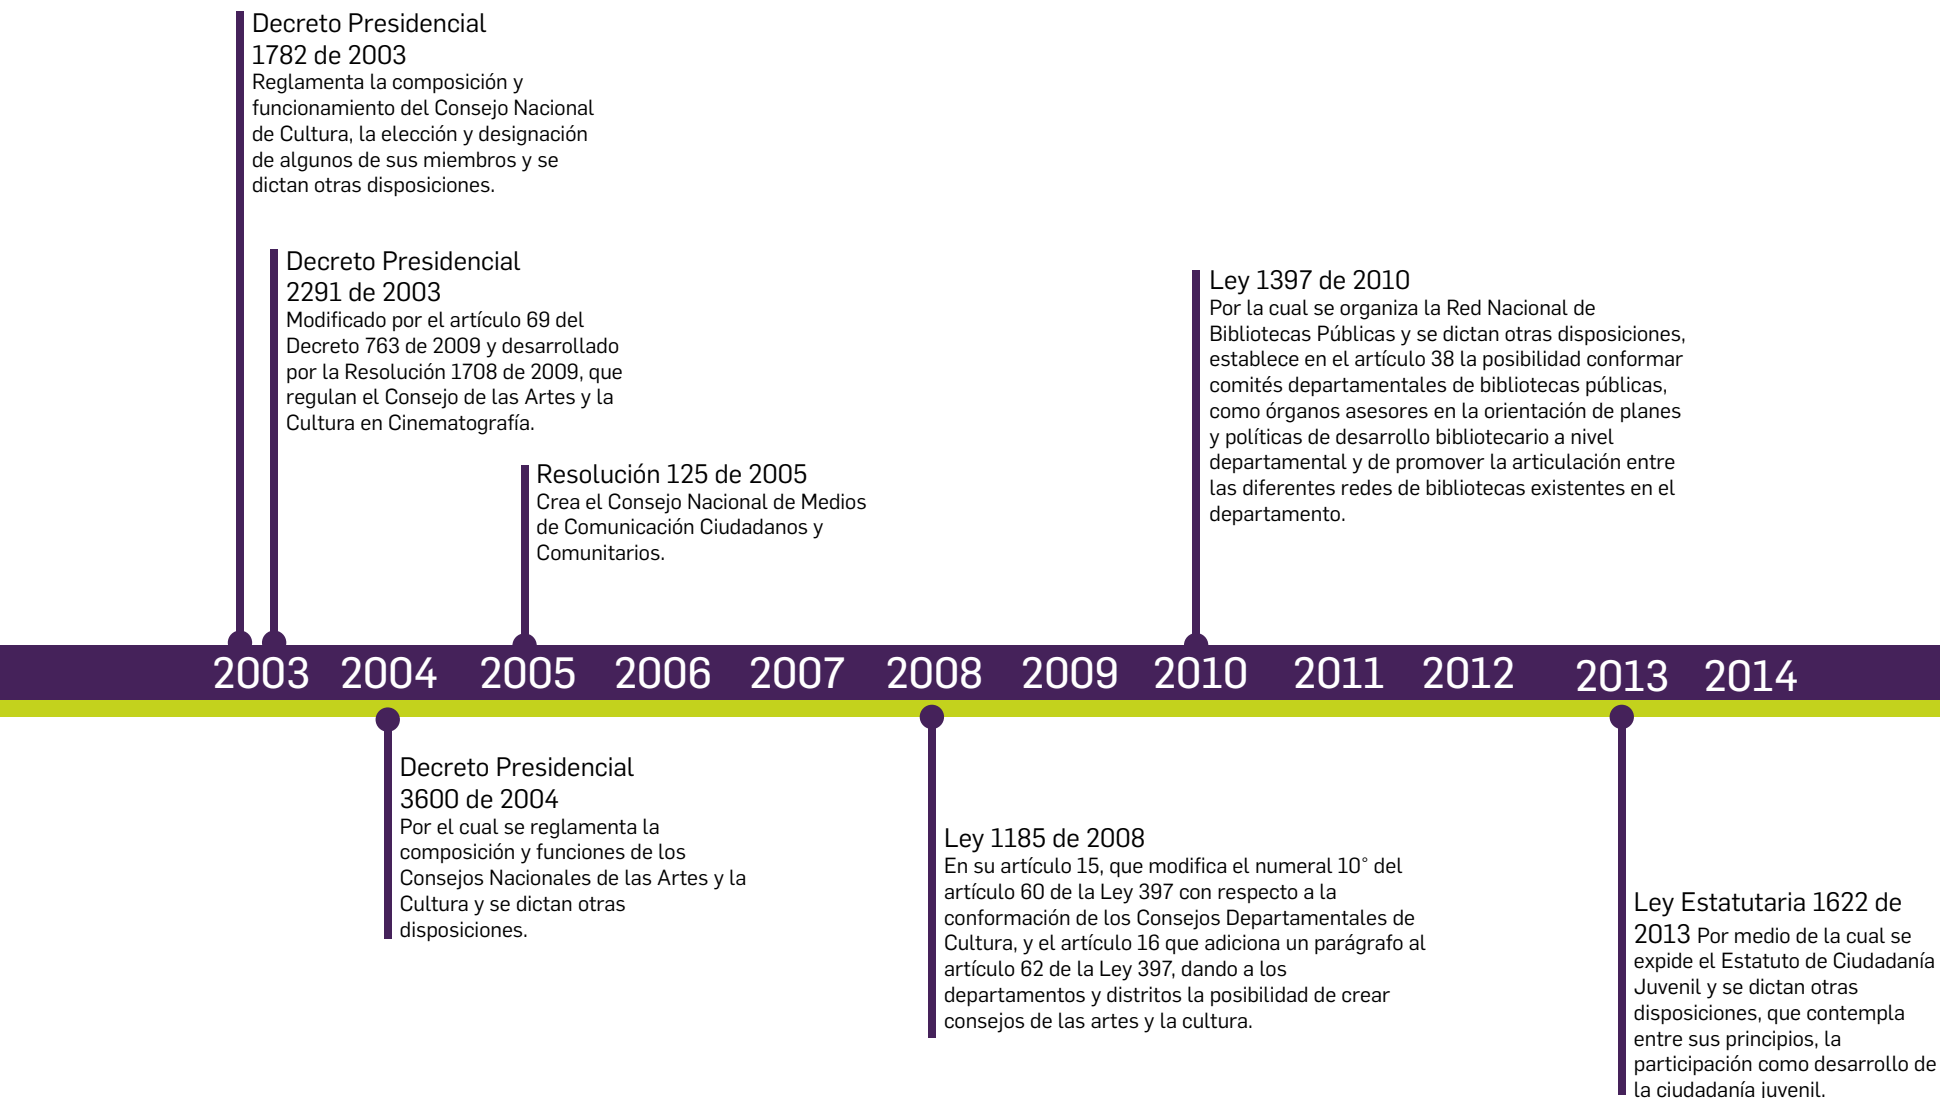 Decreto Presidencial
1782 de 2003
Reglamenta la composición y
funcionamiento del Consejo Nacional
de Cultura, la elección y designación
de algunos de sus miembros y se
dictan otras disposiciones.
Decreto Presidencial
2291 de 2003
Modificado por el artículo 69 del
Decreto 763 de 2009 y desarrollado
por la Resolución 1708 de 2009, que
regulan el Consejo de las Artes y la
Cultura en Cinematografía.
Resolución 125 de 2005
Crea el Consejo Nacional de Medios
de Comunicación Ciudadanos y
Comunitarios.
Ley 1397 de 2010
Por la cual se organiza la Red Nacional de
Bibliotecas Públicas y se dictan otras disposiciones,
establece en el artículo 38 la posibilidad conformar
comités departamentales de bibliotecas públicas,
como órganos asesores en la orientación de planes
y políticas de desarrollo bibliotecario a nivel
departamental y de promover la articulación entre
las diferentes redes de bibliotecas existentes en el
departamento.
2003 2004 2005 2006 2007 2008 2009 2010 2011 2012 2013 2014
Decreto Presidencial
3600 de 2004
Por el cual se reglamenta la
composición y funciones de los
Consejos Nacionales de las Artes y la
Cultura y se dictan otras
disposiciones.
Ley 1185 de 2008
En su artículo 15, que modifica el numeral 10° del
artículo 60 de la Ley 397 con respecto a la
conformación de los Consejos Departamentales de
Cultura, y el artículo 16 que adiciona un parágrafo al
artículo 62 de la Ley 397, dando a los
departamentos y distritos la posibilidad de crear
consejos de las artes y la cultura.
Ley Estatutaria 1622 de
2013 Por medio de la cual se
expide el Estatuto de Ciudadanía
Juvenil y se dictan otras
disposiciones, que contempla
entre sus principios, la
participación como desarrollo de
la ciudadanía juvenil.